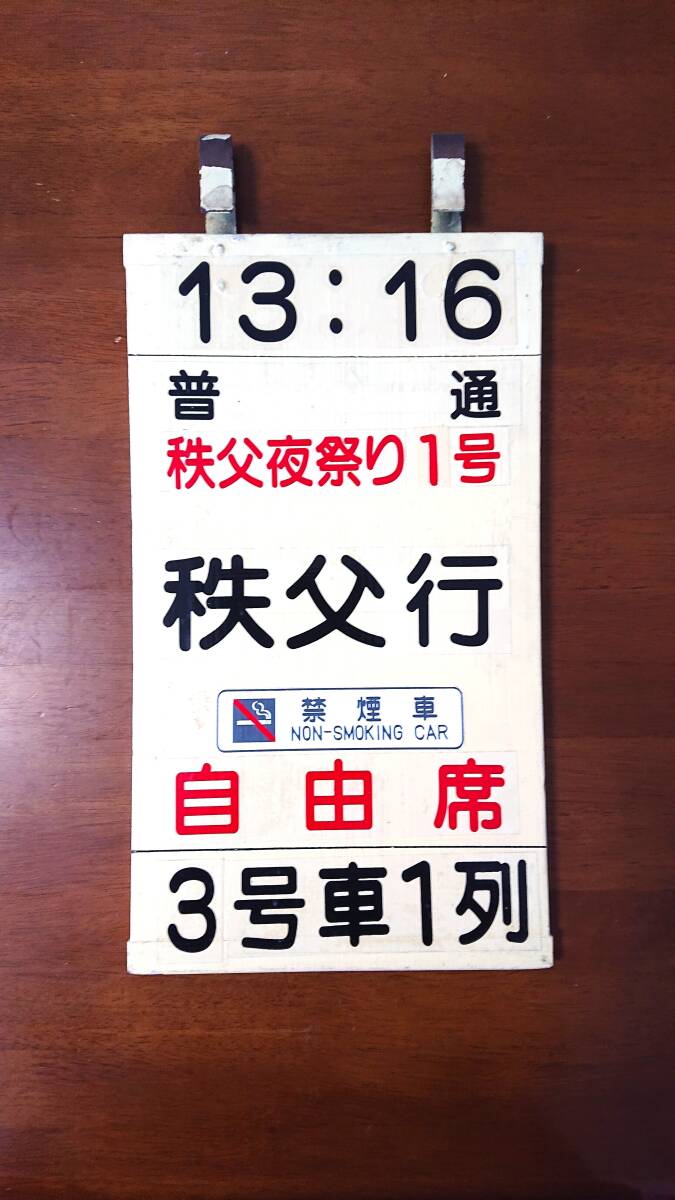 13:16
普通
秩父夜祭り1号
秩父行
禁煙車
NON-SMOKING CAR
自由席
3号車1列